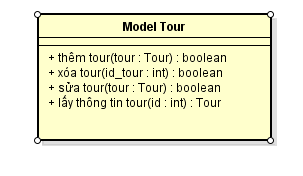 Model Tour
+ thêm tour(tour : Tour) : boolean
+ xóa tour(id_tour : int) : boolean
+ sửa tour(tour : Tour) : boolean
+ lấy thông tin tour(id : int) : Tour